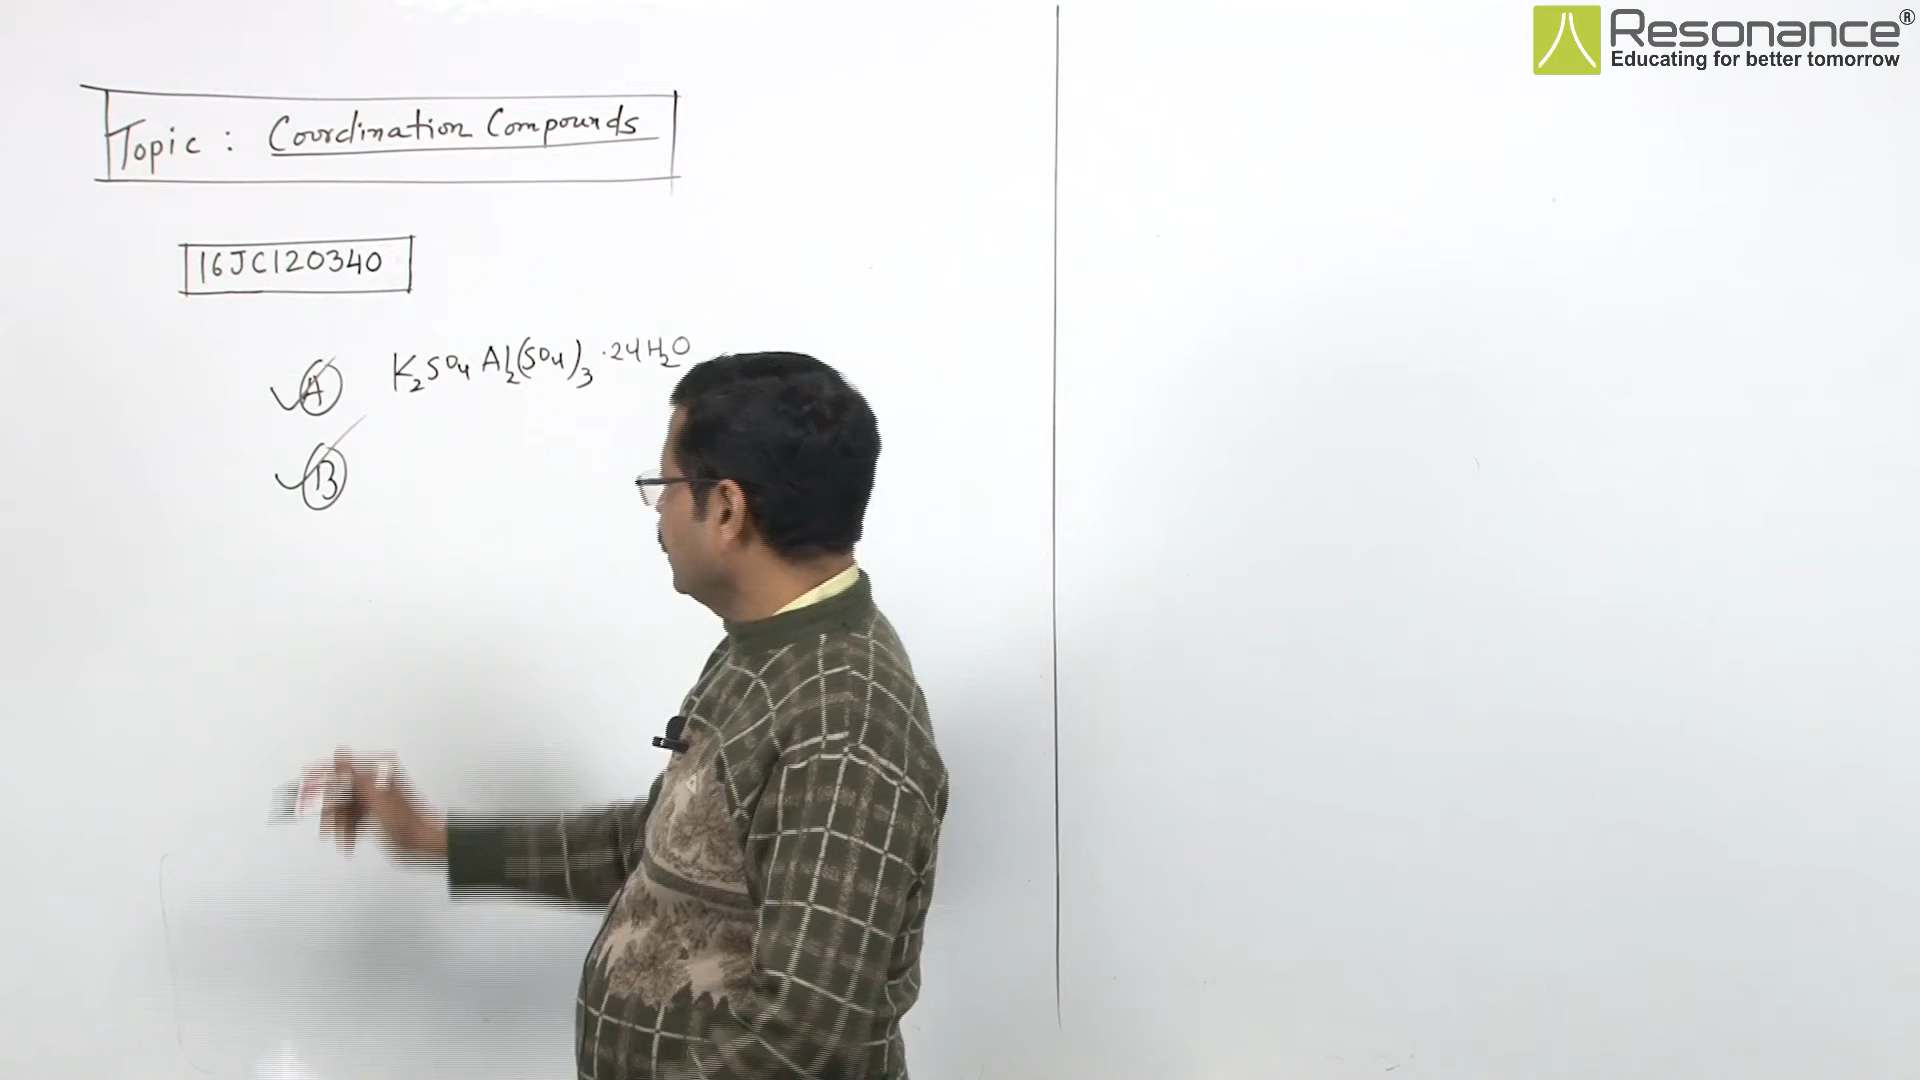 Resonance®
Educating for better tomorrow
Topic : Coordination Compounds
16JC120340
A K₂SO₄ Al₂(SO₄)₃ · 24H₂O
B